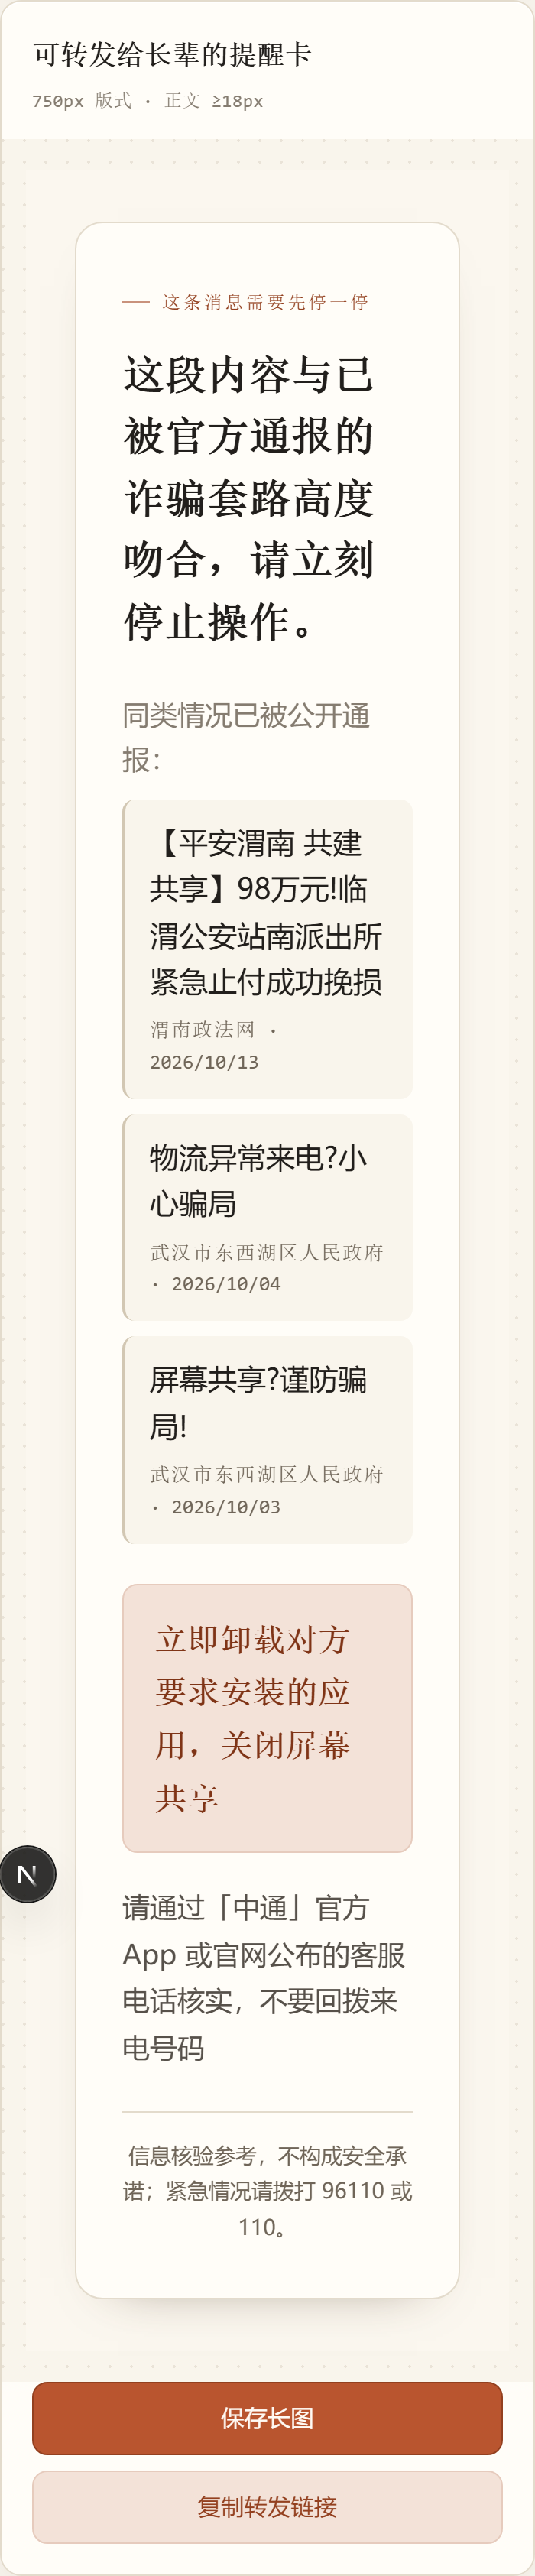 可转发给长辈的提醒卡
750px 版式 · 正文 ≥18px
这条消息需要先停一停
这段内容与已
被官方通报的
诈骗套路高度
吻合，请立刻
停止操作。
同类情况已被公开通
报：
【平安渭南 共建
共享】98万元!临
渭公安站南派出所
紧急止付成功挽损
渭南政法网 ·
2026/10/13
物流异常来电?小
心骗局
武汉市东西湖区人民政府
· 2026/10/04
屏幕共享?谨防骗
局!
武汉市东西湖区人民政府
· 2026/10/03
立即卸载对方
要求安装的应
用，关闭屏幕
共享
N
请通过「中通」官方
App 或官网公布的客服
电话核实，不要回拨来
电号码
信息核验参考，不构成安全承
诺；紧急情况请拨打 96110 或
110。
保存长图
复制转发链接